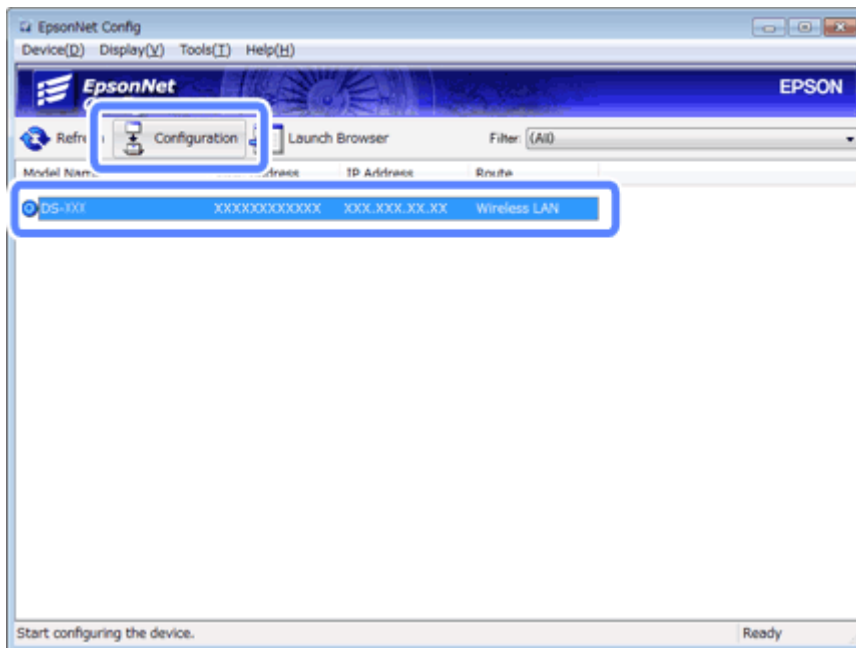 EpsonNet Config
Device(D) Display(V) Tools(T) Help(H)
EpsonNet
EPSON
Configuration Launch Browser Filter: (All)
Model IP Address Route
DS-XXX XXXXXXXXXXXX XXX.XXX.XX.XX Wireless LAN
Start configuring the device. Ready